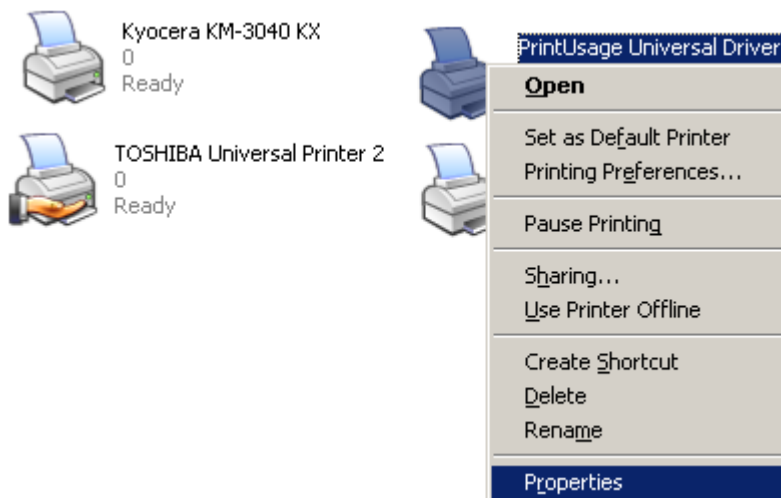 Kyocera KM-3040 KX
0
Ready
TOSHIBA Universal Printer 2
0
Ready
PrintUsage Universal Driver
Open
Set as Default Printer
Printing Preferences...
Pause Printing
Sharing...
Use Printer Offline
Create Shortcut
Delete
Rename
Properties